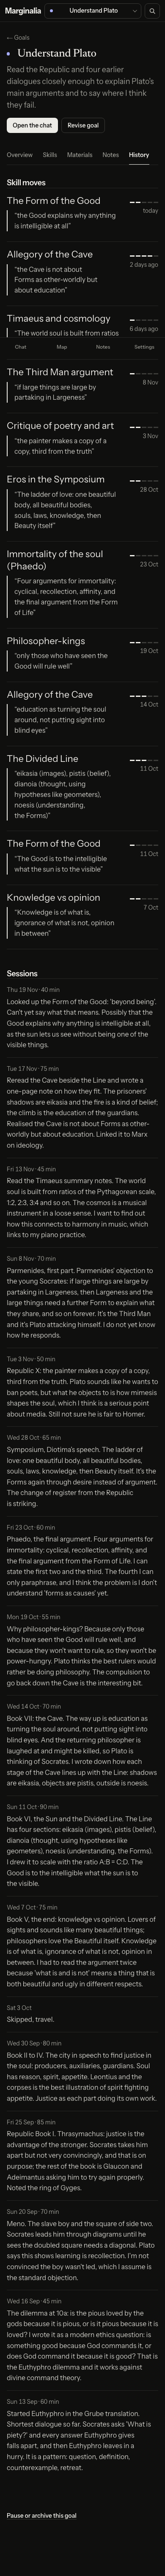 Marginalia
Understand Plato
← Goals
Understand Plato
Read the Republic and four earlier
dialogues closely enough to explain Plato's
main arguments and to say where I think
they fail.
Open the chat
Revise goal
Overview
Skills
Materials
Notes
History
Skill moves
The Form of the Good
today
“the Good explains why anything
is intelligible at all”
Allegory of the Cave
2 days ago
“the Cave is not about
Forms as other-worldly but
about education”
Timaeus and cosmology
6 days ago
“The world soul is built from ratios
Chat
Map
Notes
Settings
The Third Man argument
8 Nov
“if large things are large by
partaking in Largeness”
Critique of poetry and art
3 Nov
“the painter makes a copy of a
copy, third from the truth”
Eros in the Symposium
28 Oct
“The ladder of love: one beautiful
body, all beautiful bodies,
souls, laws, knowledge, then
Beauty itself”
Immortality of the soul
(Phaedo)
23 Oct
“Four arguments for immortality:
cyclical, recollection, affinity, and
the final argument from the Form
of Life”
Philosopher-kings
19 Oct
“only those who have seen the
Good will rule well”
Allegory of the Cave
14 Oct
“education as turning the soul
around, not putting sight into
blind eyes”
The Divided Line
11 Oct
“eikasia (images), pistis (belief),
dianoia (thought, using
hypotheses like geometers),
noesis (understanding,
the Forms)”
The Form of the Good
11 Oct
“The Good is to the intelligible
what the sun is to the visible”
Knowledge vs opinion
7 Oct
“Knowledge is of what is,
ignorance of what is not, opinion
in between”
Sessions
Thu 19 Nov · 40 min
Looked up the Form of the Good: 'beyond being'.
Can't yet say what that means. Possibly that the
Good explains why anything is intelligible at all,
as the sun lets us see without being one of the
visible things.
Tue 17 Nov · 75 min
Reread the Cave beside the Line and wrote a
one-page note on how they fit. The prisoners'
shadows are eikasia and the fire is a kind of belief;
the climb is the education of the guardians.
Realised the Cave is not about Forms as other-
worldly but about education. Linked it to Marx
on ideology.
Fri 13 Nov · 45 min
Read the Timaeus summary notes. The world
soul is built from ratios of the Pythagorean scale,
1:2, 2:3, 3:4 and so on. The cosmos is a musical
instrument in a loose sense. I want to find out
how this connects to harmony in music, which
links to my piano practice.
Sun 8 Nov · 70 min
Parmenides, first part. Parmenides' objection to
the young Socrates: if large things are large by
partaking in Largeness, then Largeness and the
large things need a further Form to explain what
they share, and so on forever. It's the Third Man
and it's Plato attacking himself. I do not yet know
how he responds.
Tue 3 Nov · 50 min
Republic X: the painter makes a copy of a copy,
third from the truth. Plato sounds like he wants to
ban poets, but what he objects to is how mimesis
shapes the soul, which I think is a serious point
about media. Still not sure he is fair to Homer.
Wed 28 Oct · 65 min
Symposium, Diotima's speech. The ladder of
love: one beautiful body, all beautiful bodies,
souls, laws, knowledge, then Beauty itself. It's the
Forms again through desire instead of argument.
The change of register from the Republic
is striking.
Fri 23 Oct · 60 min
Phaedo, the final argument. Four arguments for
immortality: cyclical, recollection, affinity, and
the final argument from the Form of Life. I can
state the first two and the third. The fourth I can
only paraphrase, and I think the problem is I don't
understand 'forms as causes' yet.
Mon 19 Oct · 55 min
Why philosopher-kings? Because only those
who have seen the Good will rule well, and
because they won't desire to rule, so they won't be
power-hungry. Plato thinks the best rulers would
rather be doing philosophy. The compulsion to
go back down the Cave is the interesting bit.
Wed 14 Oct · 70 min
Book VII: the Cave. The way up is education as
turning the soul around, not putting sight into
blind eyes. And the returning philosopher is
laughed at and might be killed, so Plato is
thinking of Socrates. I wrote down how each
stage of the Cave lines up with the Line: shadows
are eikasia, objects are pistis, outside is noesis.
Sun 11 Oct · 90 min
Book VI, the Sun and the Divided Line. The Line
has four sections: eikasia (images), pistis (belief),
dianoia (thought, using hypotheses like
geometers), noesis (understanding, the Forms).
I drew it to scale with the ratio A:B = C:D. The
Good is to the intelligible what the sun is to
the visible.
Wed 7 Oct · 75 min
Book V, the end: knowledge vs opinion. Lovers of
sights and sounds like many beautiful things;
philosophers love the Beautiful itself. Knowledge
is of what is, ignorance of what is not, opinion in
between. I had to read the argument twice
because 'what is and is not' means a thing that is
both beautiful and ugly in different respects.
Sat 3 Oct
Skipped, travel.
Wed 30 Sep · 80 min
Book II to IV. The city in speech to find justice in
the soul: producers, auxiliaries, guardians. Soul
has reason, spirit, appetite. Leontius and the
corpses is the best illustration of spirit fighting
appetite. Justice as each part doing its own work.
Fri 25 Sep · 85 min
Republic Book I. Thrasymachus: justice is the
advantage of the stronger. Socrates takes him
apart but not very convincingly, and that is on
purpose; the rest of the book is Glaucon and
Adeimantus asking him to try again properly.
Noted the ring of Gyges.
Sun 20 Sep · 70 min
Meno. The slave boy and the square of side two.
Socrates leads him through diagrams until he
sees the doubled square needs a diagonal. Plato
says this shows learning is recollection. I'm not
convinced the boy wasn't led, which I assume is
the standard objection.
Wed 16 Sep · 45 min
The dilemma at 10a: is the pious loved by the
gods because it is pious, or is it pious because it is
loved? I wrote it as a modern ethics question: is
something good because God commands it, or
does God command it because it is good? That is
the Euthyphro dilemma and it works against
divine command theory.
Sun 13 Sep · 60 min
Started Euthyphro in the Grube translation.
Shortest dialogue so far. Socrates asks 'What is
piety?' and every answer Euthyphro gives
falls apart, and then Euthyphro leaves in a
hurry. It is a pattern: question, definition,
counterexample, retreat.
Pause or archive this goal